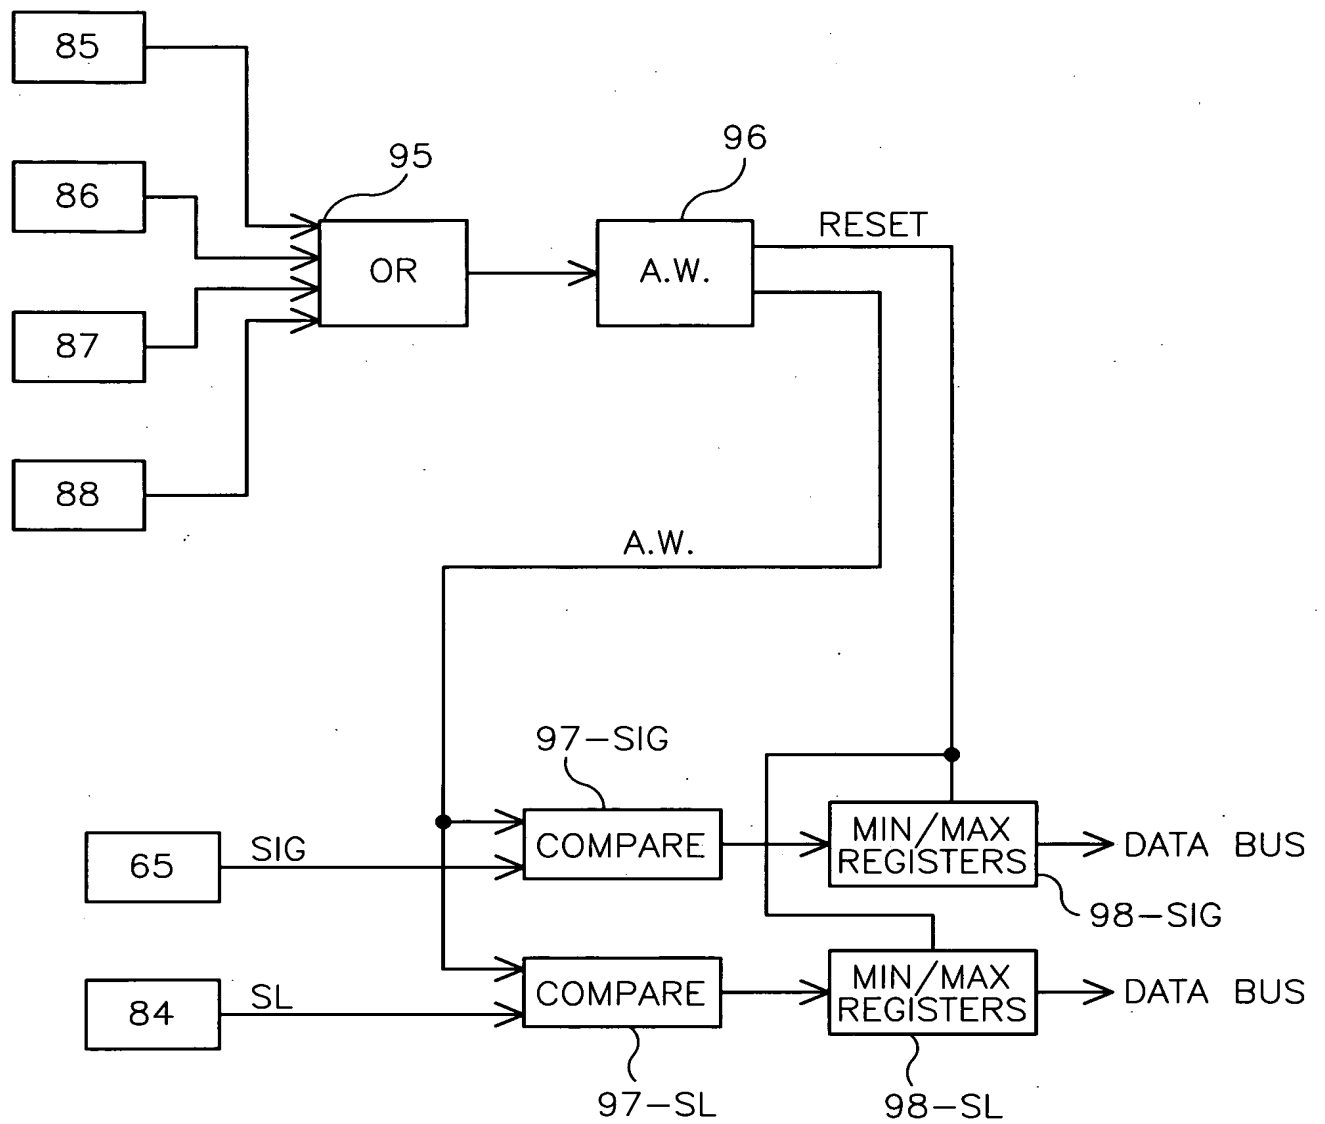 85
86
87
88
95
OR
96
A.W.
RESET
A.W.
97-SIG
65
SIG
COMPARE
MIN/MAX
REGISTERS
DATA BUS
98-SIG
84
SL
COMPARE
MIN/MAX
REGISTERS
DATA BUS
97-SL
98-SL